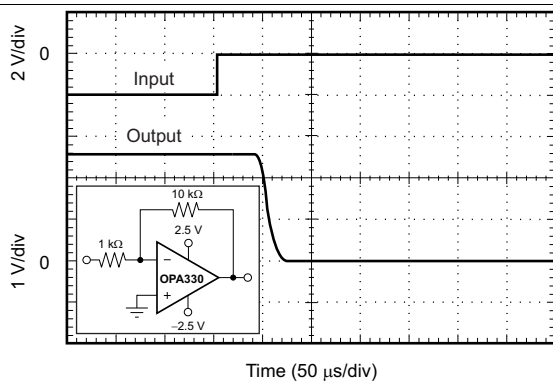 2 V/div
0
Input
Output
10 kΩ
2.5 V
1 kΩ
−
OPA330
+
−2.5 V
1 V/div
0
Time (50 μs/div)